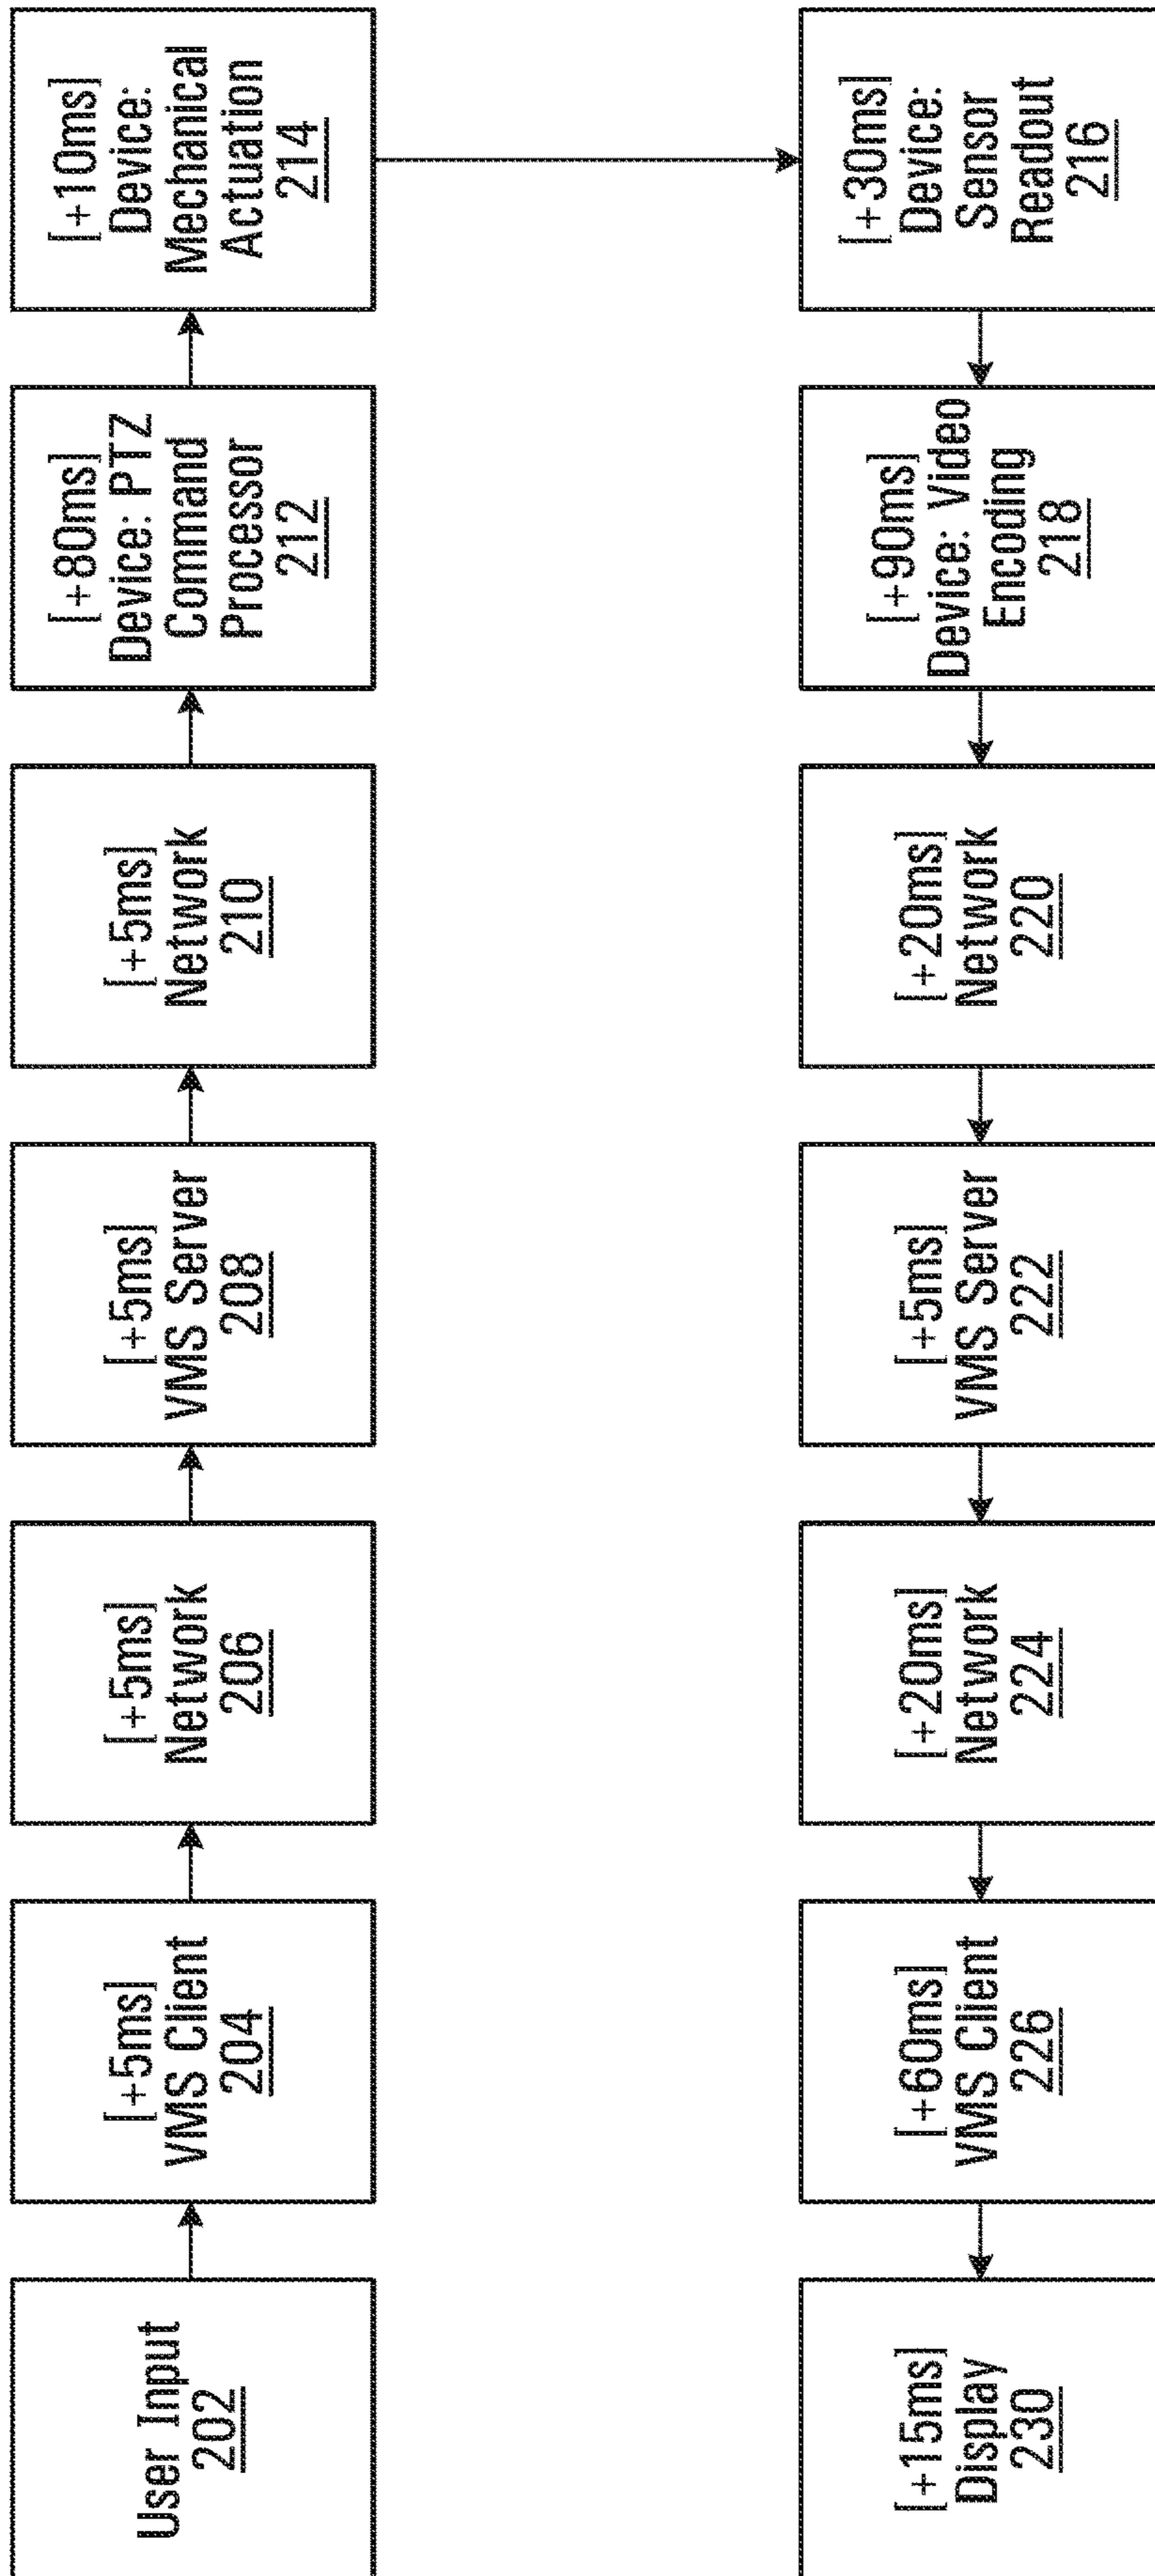 User Input
202
[+5ms]
VMS Client
204
[+5ms]
Network
206
[+5ms]
VMS Server
208
[+5ms]
Network
210
[+80ms]
Device: PTZ
Command
Processor
212
[+10ms]
Device:
Mechanical
Actuation
214
[+30ms]
Device:
Sensor
Readout
216
[+90ms]
Device: Video
Encoding
218
[+20ms]
Network
220
[+5ms]
VMS Server
222
[+20ms]
Network
224
[+60ms]
VMS Client
226
[+15ms]
Display
230